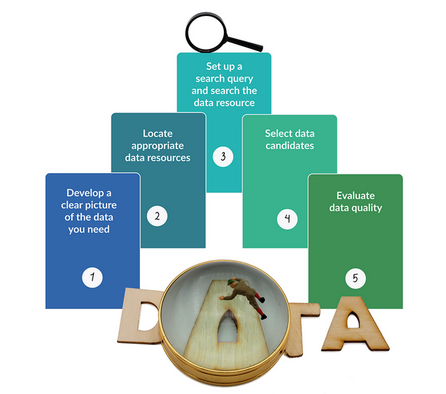 Develop a
clear picture
of the data
you need
1
Locate
appropriate
data resources
2
Set up a
search query
and search the
data resource
3
Select data
candidates
4
Evaluate
data quality
5
DATA